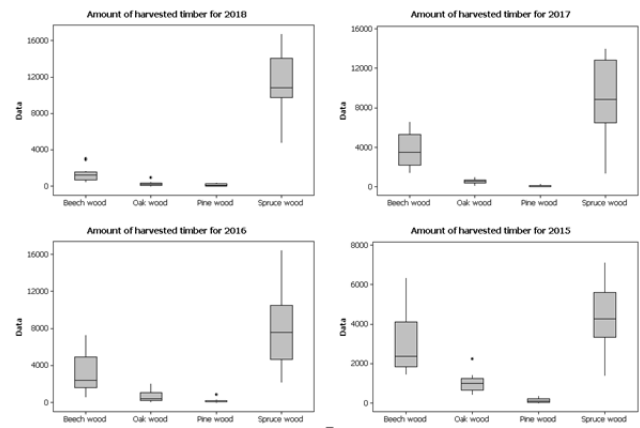 Amount of harvested timber for 2018
Data
16000
12000
8000
4000
0
Beech wood Oak wood Pine wood Spruce wood
Amount of harvested timber for 2017
Data
16000
12000
8000
4000
0
Beech wood Oak wood Pine wood Spruce wood
Amount of harvested timber for 2016
Data
16000
12000
8000
4000
0
Beech wood Oak wood Pine wood Spruce wood
Amount of harvested timber for 2015
Data
8000
6000
4000
2000
0
Beech wood Oak wood Pine wood Spruce wood